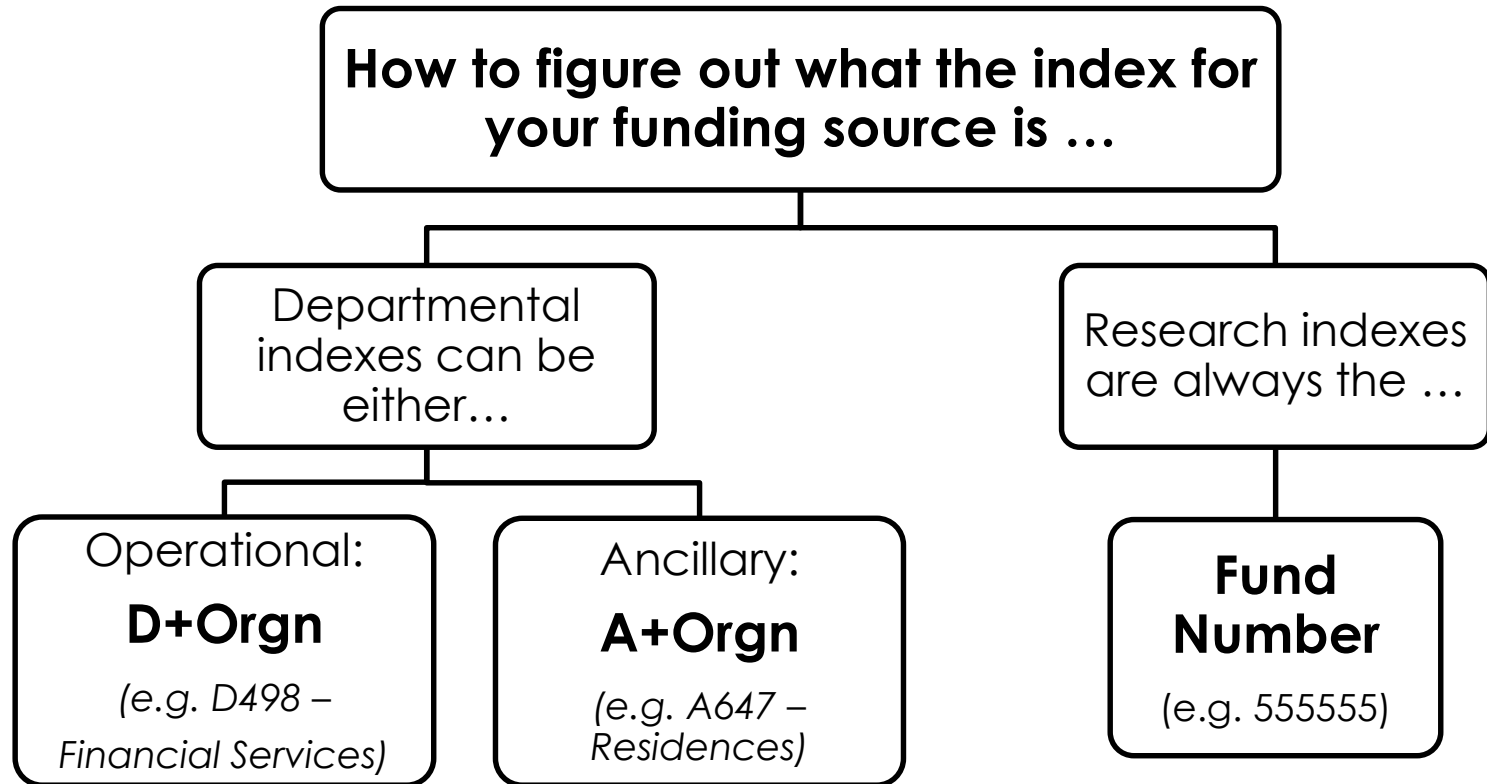 How to figure out what the index for
your funding source is …
Departmental
indexes can be
either…
Research indexes
are always the …
Operational:
D+Orgn
(e.g. D498 –
Financial Services)
Ancillary:
A+Orgn
(e.g. A647 –
Residences)
Fund
Number
(e.g. 555555)